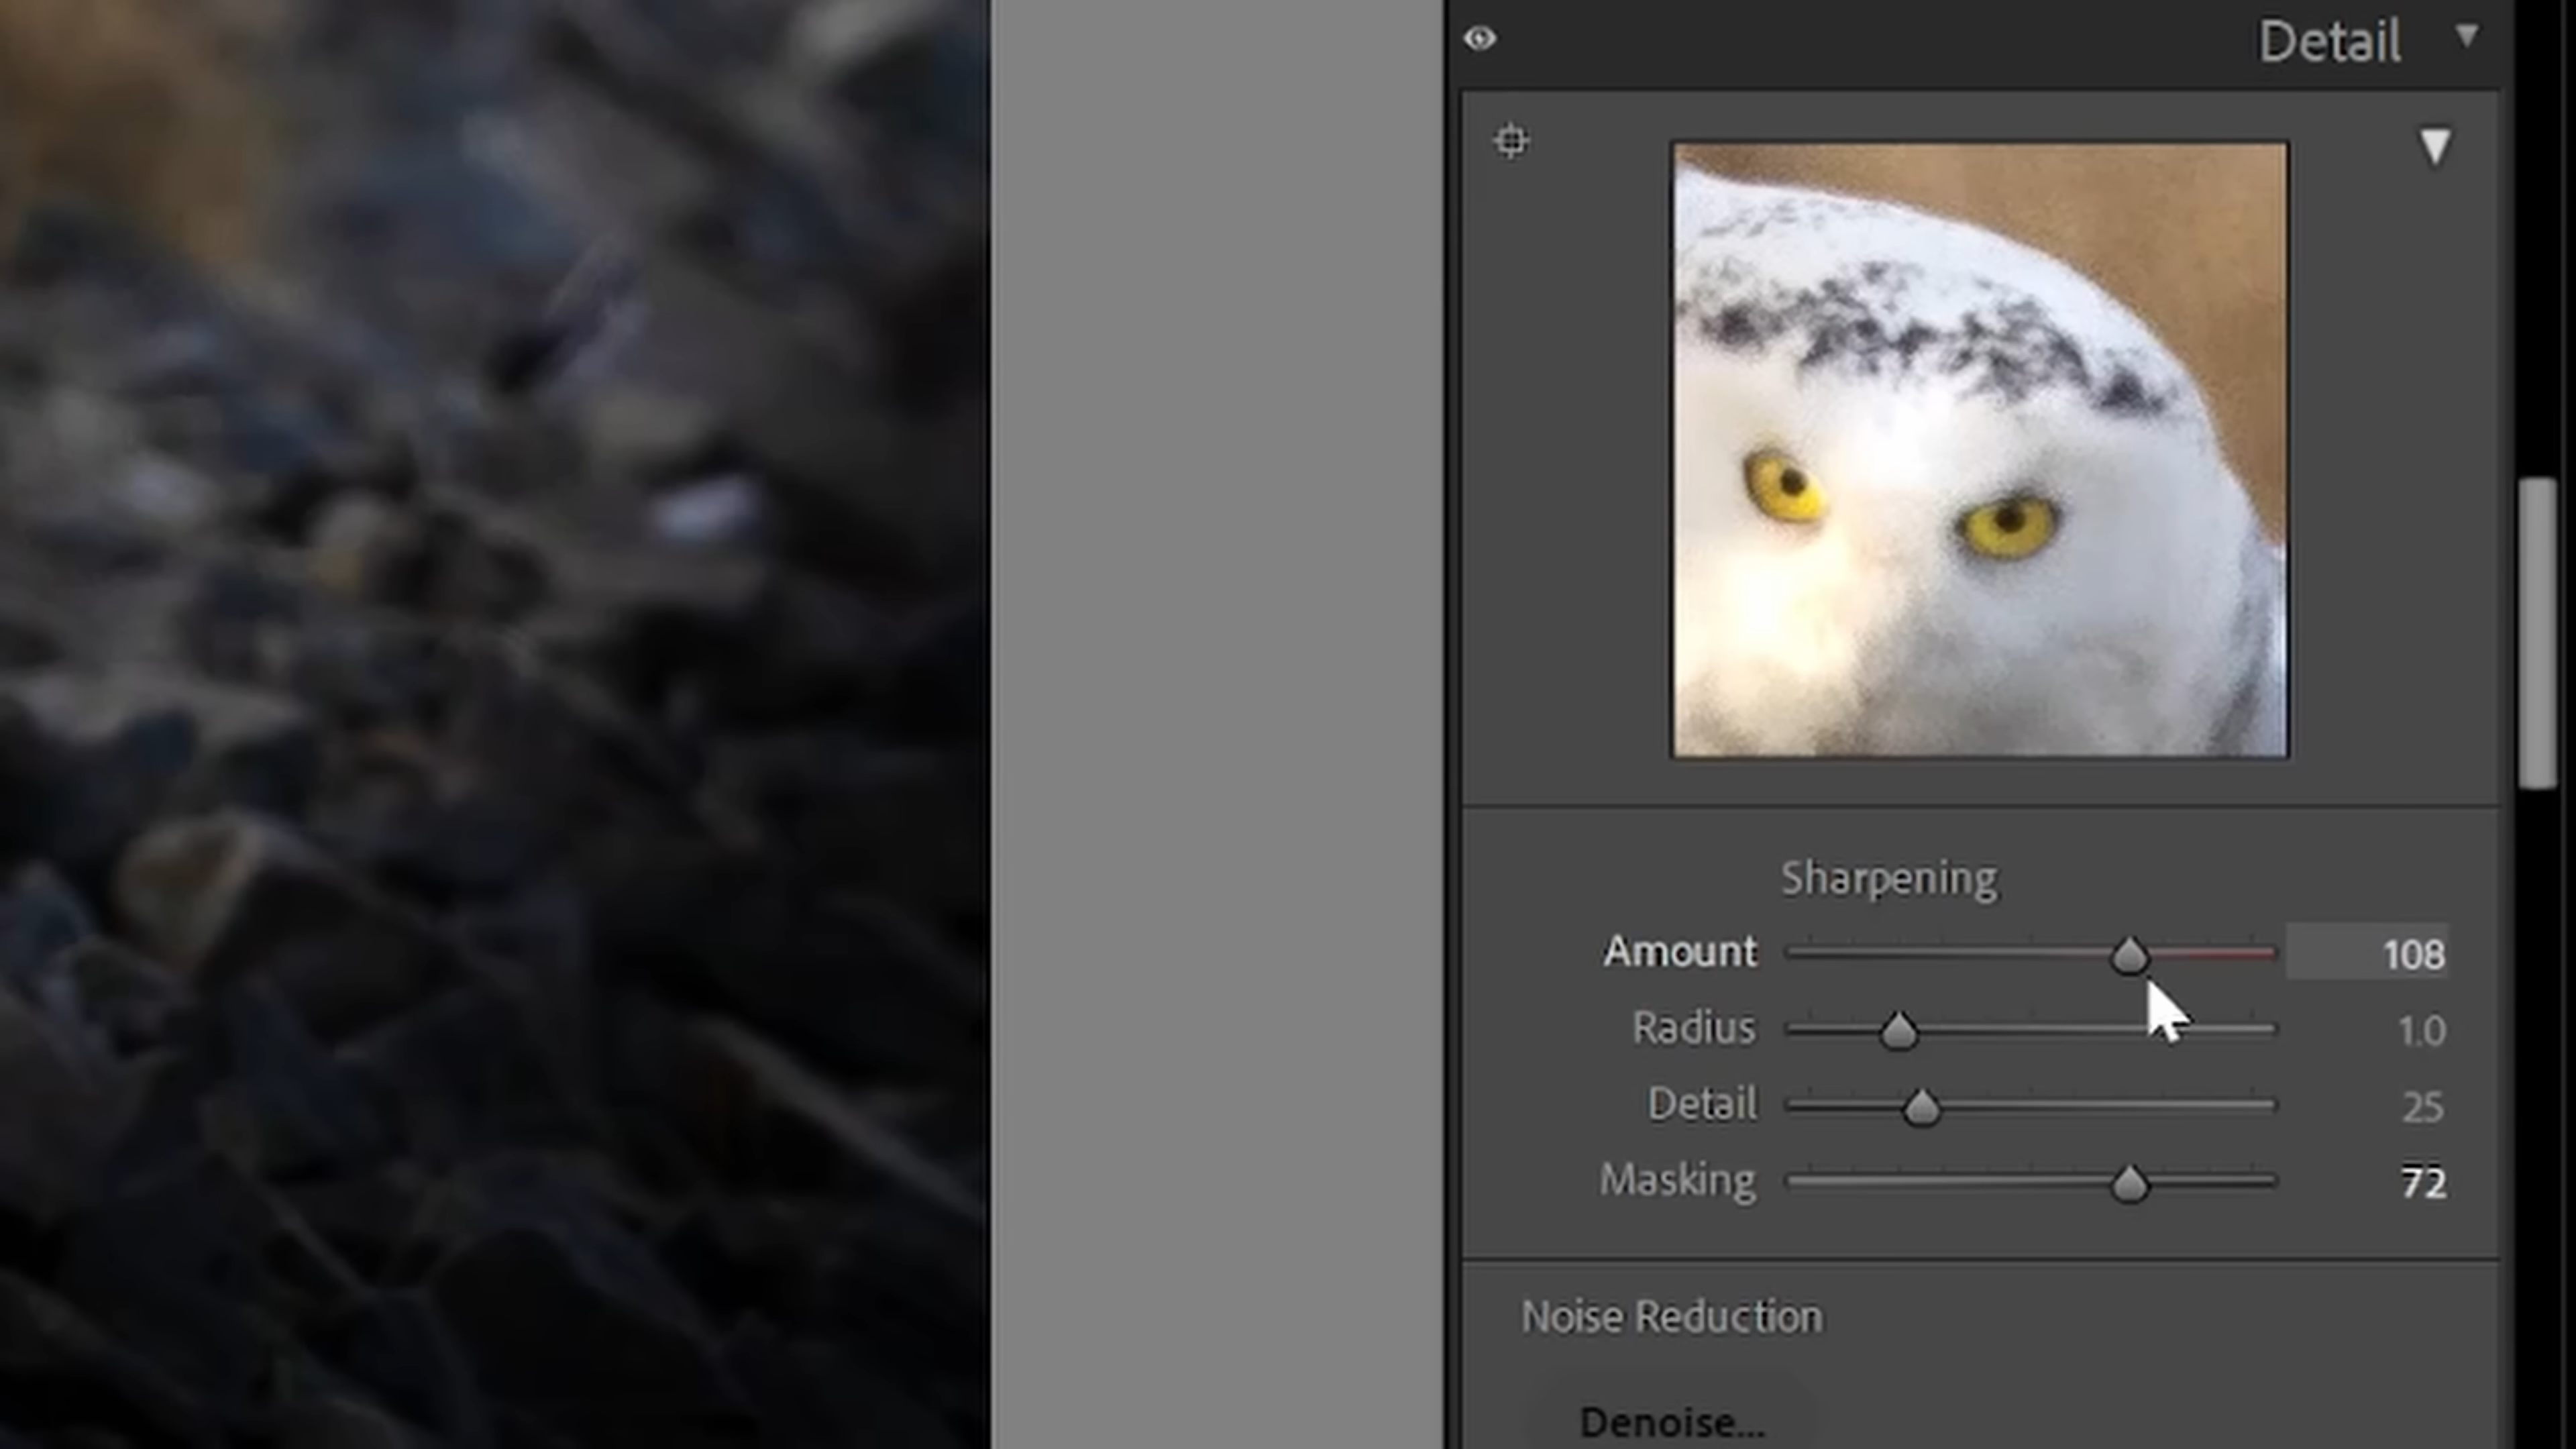 Detail
Sharpening
Amount 108
Radius 1.0
Detail 25
Masking 72
Noise Reduction
Denoise...